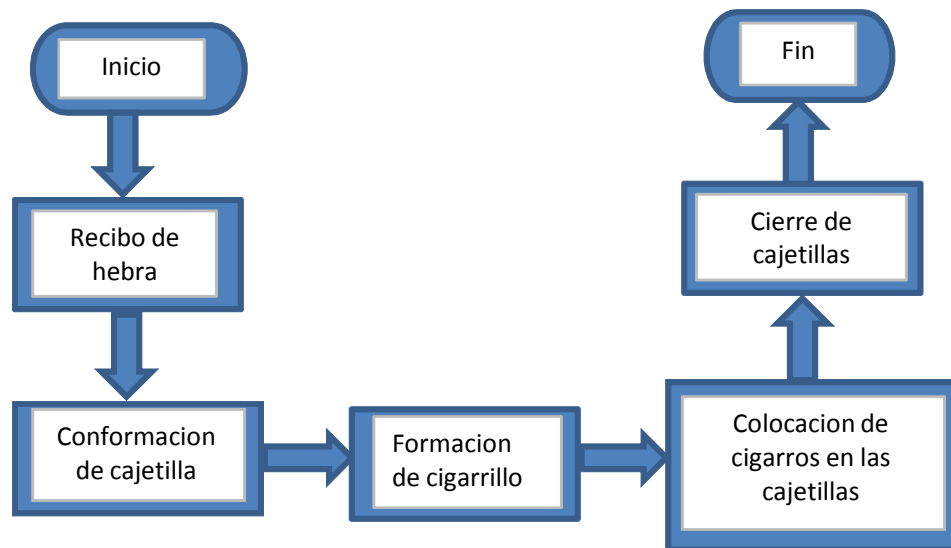 Inicio
Recibo de
hebra
Conformacion
de cajetilla
Formacion
de cigarrillo
Colocacion de
cigarros en las
cajetillas
Cierre de
cajetillas
Fin